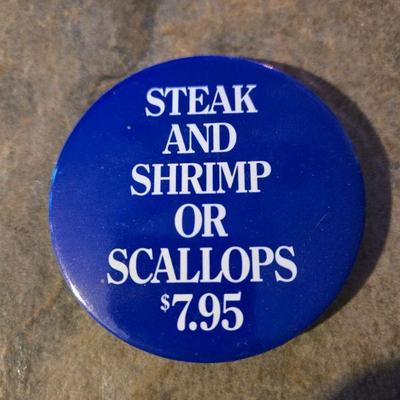 STEAK
AND
SHRIMP
OR
SCALLOPS
$7.95